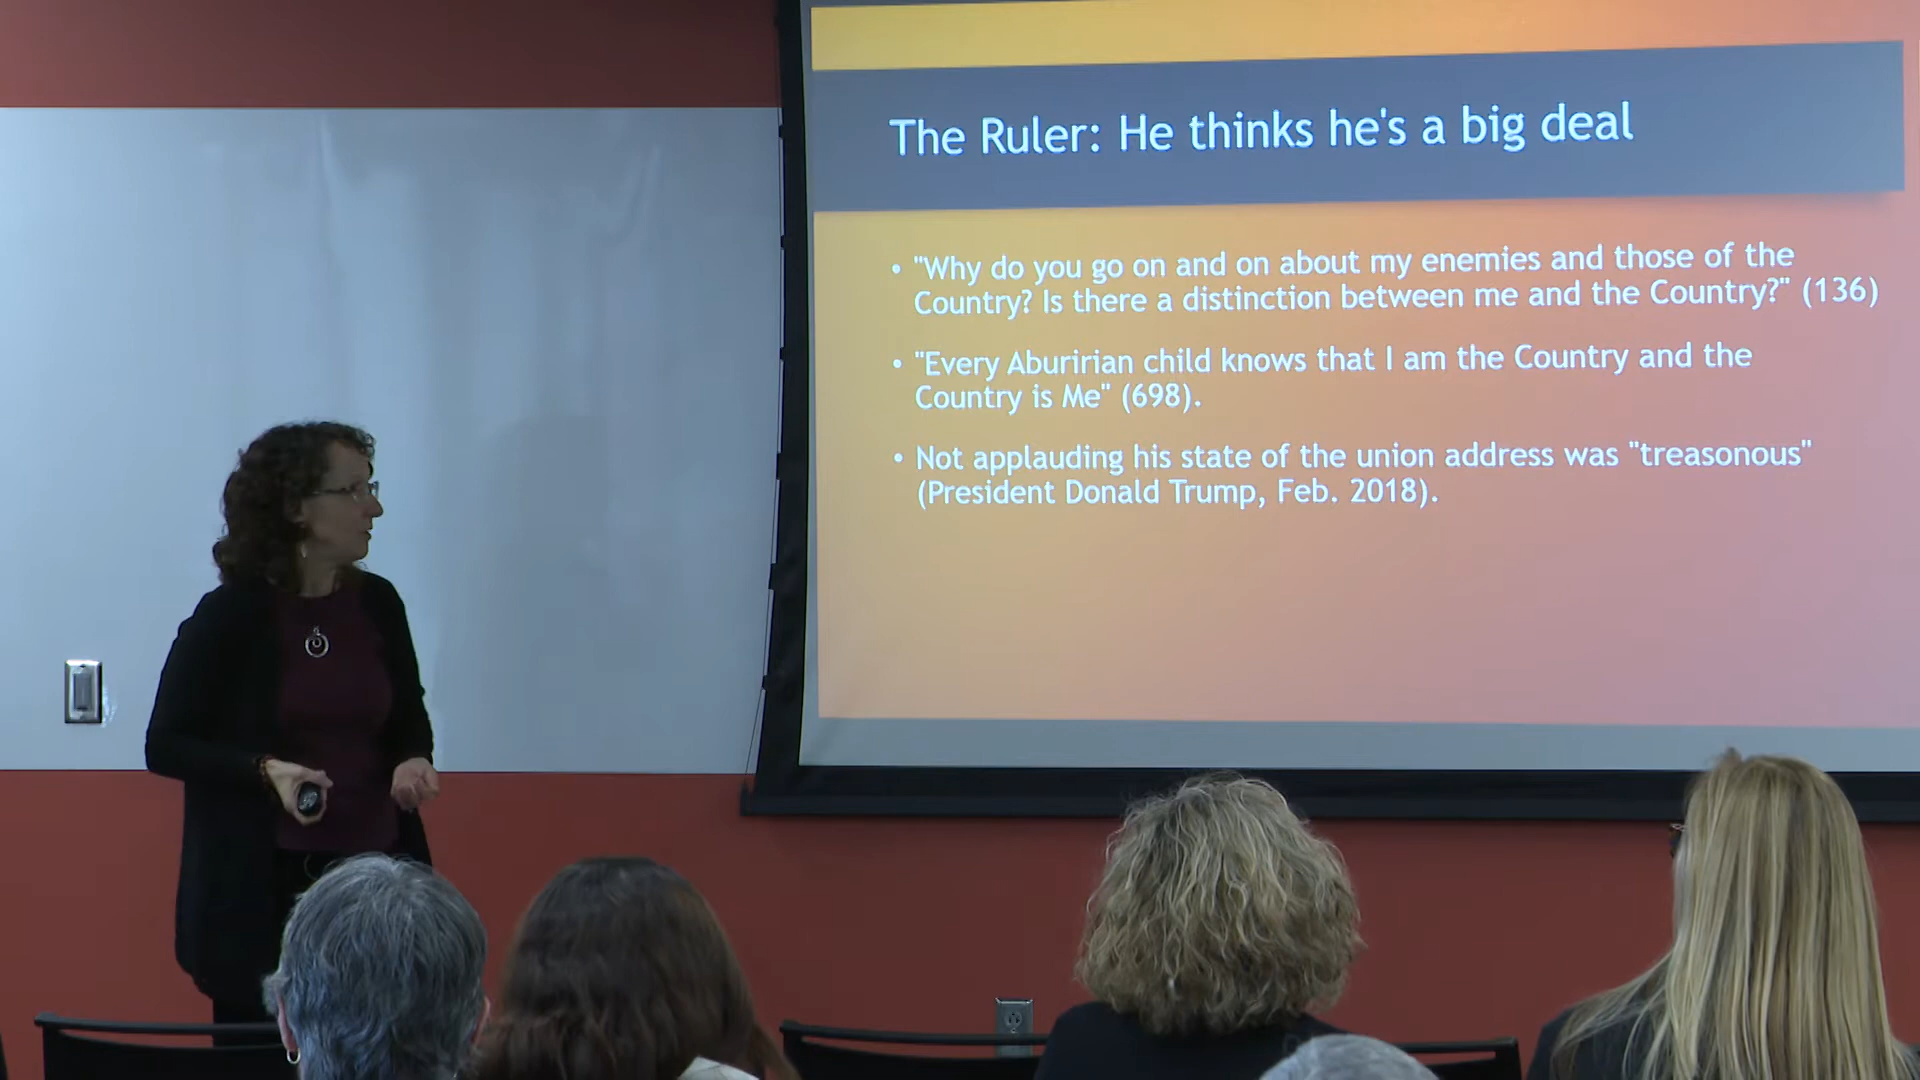 The Ruler: He thinks he's a big deal
• "Why do you go on and on about my enemies and those of the
Country? Is there a distinction between me and the Country?" (136)
• "Every Aburirian child knows that I am the Country and the
Country is Me" (698).
• Not applauding his state of the union address was "treasonous"
(President Donald Trump, Feb. 2018).